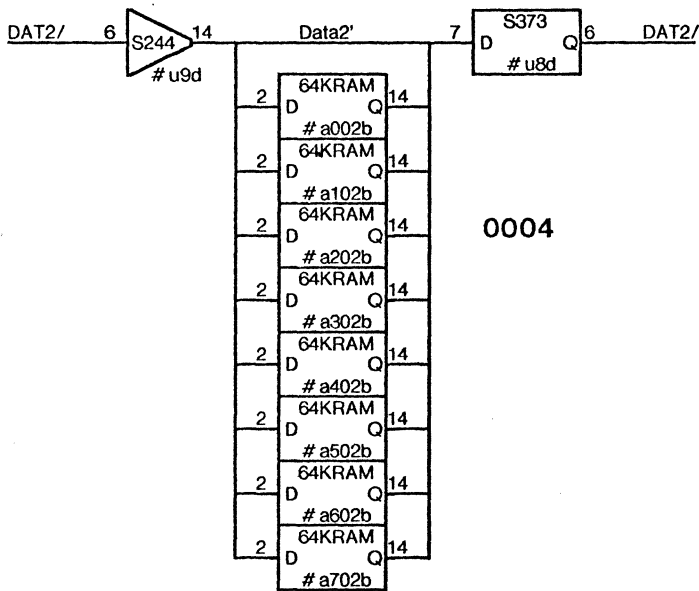 DAT2/ 6 S244 14 Data2' 7 S373 6 DAT2/
D Q
# u9d
# u8d
64KRAM
2 D Q 14
# a002b
64KRAM
2 D Q 14
# a102b
64KRAM
2 D Q 14
# a202b
0004
64KRAM
2 D Q 14
# a302b
64KRAM
2 D Q 14
# a402b
64KRAM
2 D Q 14
# a502b
64KRAM
2 D Q 14
# a602b
64KRAM
2 D Q 14
# a702b